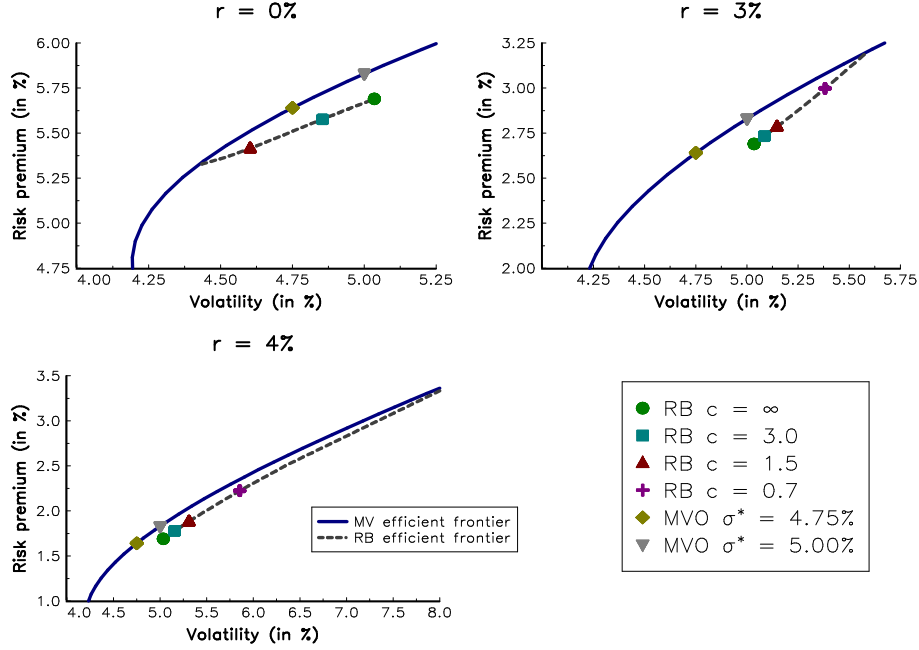 r = 0%
Risk premium (in %)
6.00
5.75
5.50
5.25
5.00
4.75
4.00 4.25 4.50 4.75 5.00 5.25
Volatility (in %)
r = 3%
Risk premium (in %)
3.25
3.00
2.75
2.50
2.25
2.00
4.25 4.50 4.75 5.00 5.25 5.50 5.75
Volatility (in %)
r = 4%
Risk premium (in %)
3.5
3.0
2.5
2.0
1.5
1.0
4.0 4.5 5.0 5.5 6.0 6.5 7.0 7.5 8.0
Volatility (in %)
MV efficient frontier
RB efficient frontier
RB c = ∞
RB c = 3.0
RB c = 1.5
RB c = 0.7
MVO σ* = 4.75%
MVO σ* = 5.00%